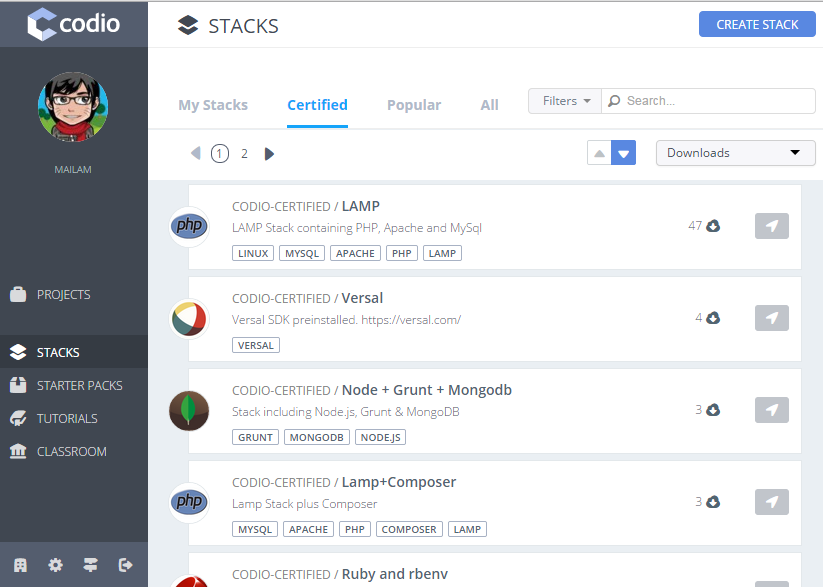 codio
STACKS
CREATE STACK
MAILAM
My Stacks Certified Popular All Filters Search...
1 2 Downloads
PROJECTS
STACKS
STARTER PACKS
TUTORIALS
CLASSROOM
php
CODIO-CERTIFIED / LAMP
LAMP Stack containing PHP, Apache and MySql
LINUX MYSQL APACHE PHP LAMP
47
CODIO-CERTIFIED / Versal
Versal SDK preinstalled. https://versal.com/
VERSAL
4
CODIO-CERTIFIED / Node + Grunt + Mongodb
Stack including Node.js, Grunt & MongoDB
GRUNT MONGODB NODE.JS
3
php
CODIO-CERTIFIED / Lamp+Composer
Lamp Stack plus Composer
MYSQL APACHE PHP COMPOSER LAMP
3
CODIO-CERTIFIED / Ruby and rbenv